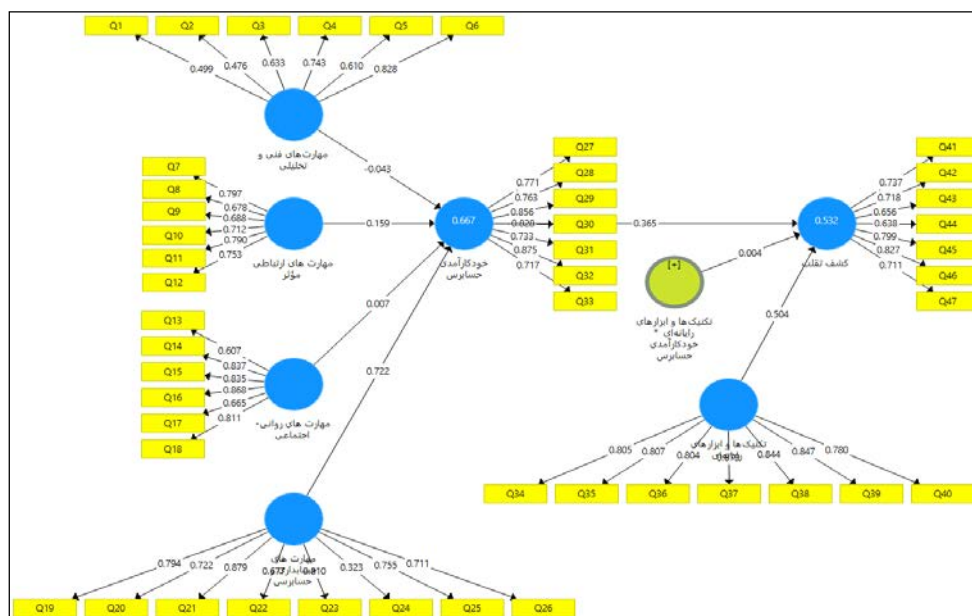 Q1 Q2 Q3 Q4 Q5 Q6
0.499 0.476 0.633 0.743 0.610 0.828
مهارت‌های فنی و
تحلیلی
-0.043
Q7
Q8
Q9
Q10
Q11
Q12
0.797
0.678
0.688
0.712
0.790
0.753
مهارت های ارتباطی
مؤثر
0.159
Q13
Q14
Q15
Q16
Q17
Q18
0.607
0.837
0.835
0.868
0.665
0.811
مهارت های روانی-
اجتماعی
0.007
مهارت های
حسابرسی
0.722
0.794 0.722 0.879 0.323 0.755 0.711
Q19 Q20 Q21 Q22 Q23 Q24 Q25 Q26
0.667
خودکارآمدی
حسابرس
Q27
Q28
Q29
Q30
Q31
Q32
Q33
0.771
0.763
0.856
0.828
0.733
0.875
0.717
0.365
[+]
0.004
تکنیک‌ها و ابزارهای
رایانه‌ای *
خودکارآمدی
حسابرس
0.532
کشف تقلب
Q41
Q42
Q43
Q44
Q45
Q46
Q47
0.737
0.718
0.656
0.638
0.799
0.827
0.711
0.504
تکنیک‌ها و ابزارهای
0.805 0.807 0.804 0.844 0.847 0.780
Q34 Q35 Q36 Q37 Q38 Q39 Q40